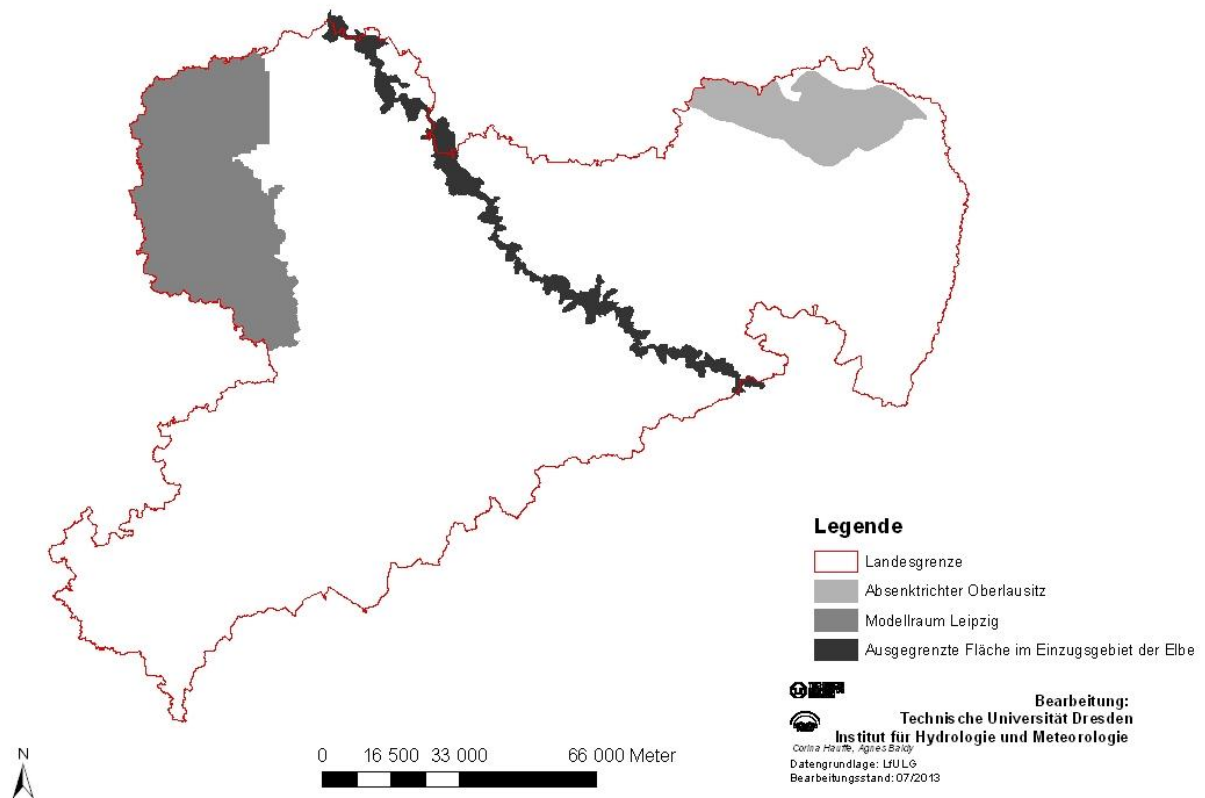 Legende
Landesgrenze
Absenktrichter Oberlausitz
Modellraum Leipzig
Ausgegrenzte Fläche im Einzugsgebiet der Elbe
Bearbeitung:
Technische Universität Dresden
Institut für Hydrologie und Meteorologie
Corina Hauffe, Agnes Baldy
Datengrundlage: LfULG
Bearbeitungsstand: 07/2013
N
0 16 500 33 000 66 000 Meter